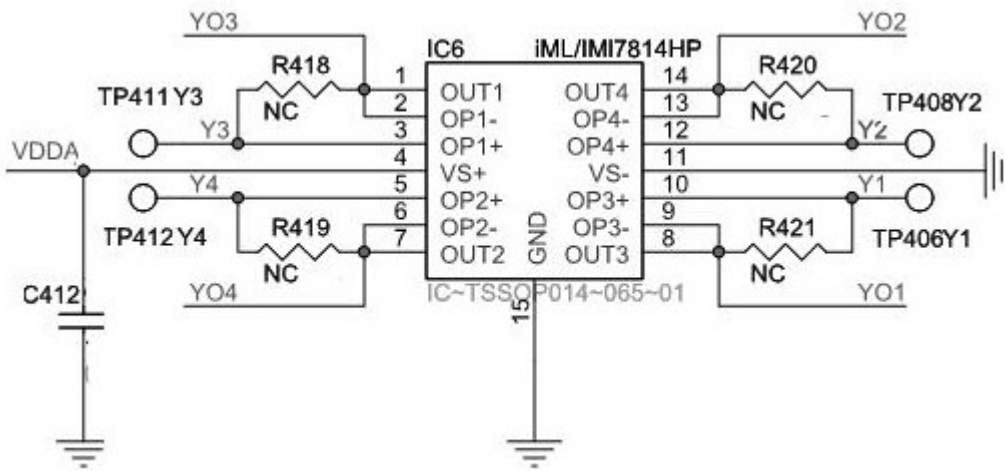 YO3
YO2
IC6
iML/IMI7814HP
R418
NC
1
2
3
4
5
6
7
OUT1
OP1-
OP1+
VS+
OP2+
OP2-
OUT2
GND
15
OUT4
OP4-
OP4+
VS-
OP3+
OP3-
OUT3
14
13
12
11
10
9
8
R420
NC
TP411Y3
Y3
TP408Y2
Y2
VDDA
Y4
Y1
TP412Y4
R419
NC
R421
NC
TP406Y1
C412
YO4
IC~TSSOP014~065~01
YO1